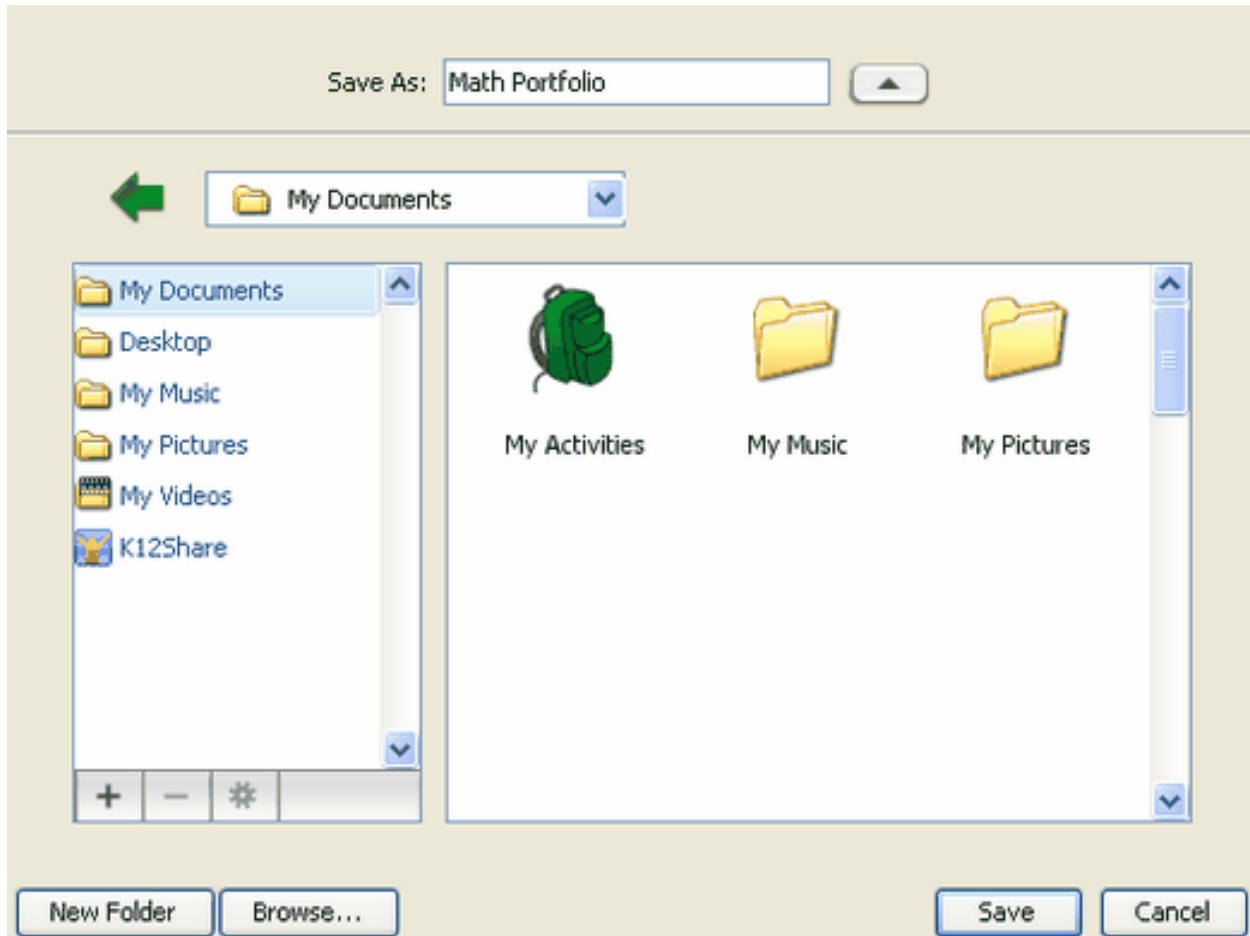 Save As: Math Portfolio
My Documents
My Documents
Desktop
My Music
My Pictures
My Videos
K12Share
My Activities My Music My Pictures
New Folder Browse... Save Cancel